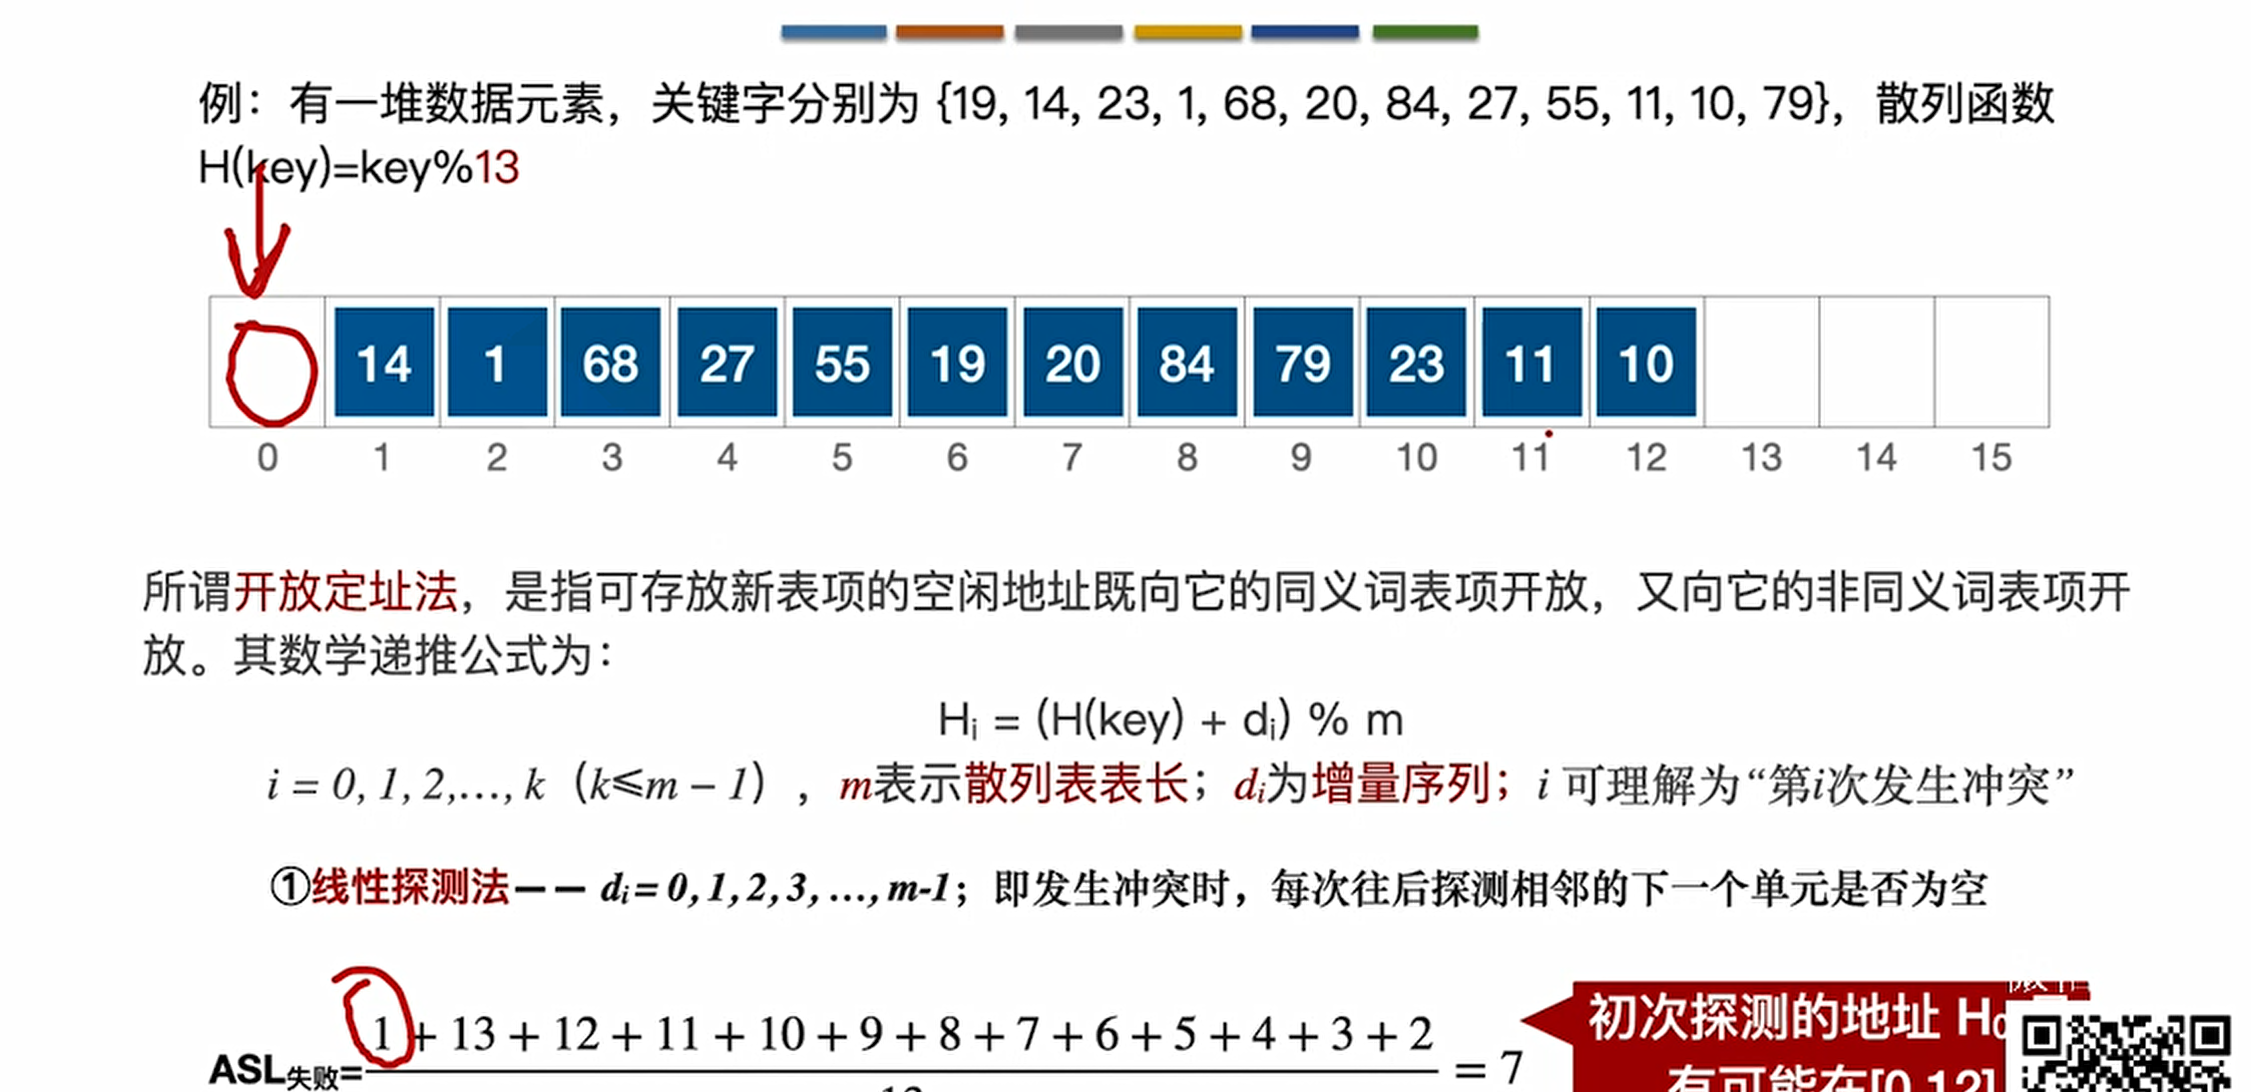 例：有一堆数据元素，关键字分别为 {19, 14, 23, 1, 68, 20, 84, 27, 55, 11, 10, 79}，散列函数
H(key)=key%13
14 1 68 27 55 19 20 84 79 23 11 10
0 1 2 3 4 5 6 7 8 9 10 11 12 13 14 15
所谓开放定址法，是指可存放新表项的空闲地址既向它的同义词表项开放，又向它的非同义词表项开
放。其数学递推公式为：
Hᵢ = (H(key) + dᵢ) % m
i = 0, 1, 2,…, k（k≤m – 1），m表示散列表表长；dᵢ为增量序列；i 可理解为“第i次发生冲突”
①线性探测法—— dᵢ = 0, 1, 2, 3, …, m-1；即发生冲突时，每次往后探测相邻的下一个单元是否为空
1 + 13 + 12 + 11 + 10 + 9 + 8 + 7 + 6 + 5 + 4 + 3 + 2
ASL失败= = 7
初次探测的地址 H₀
有可能在[0,12]